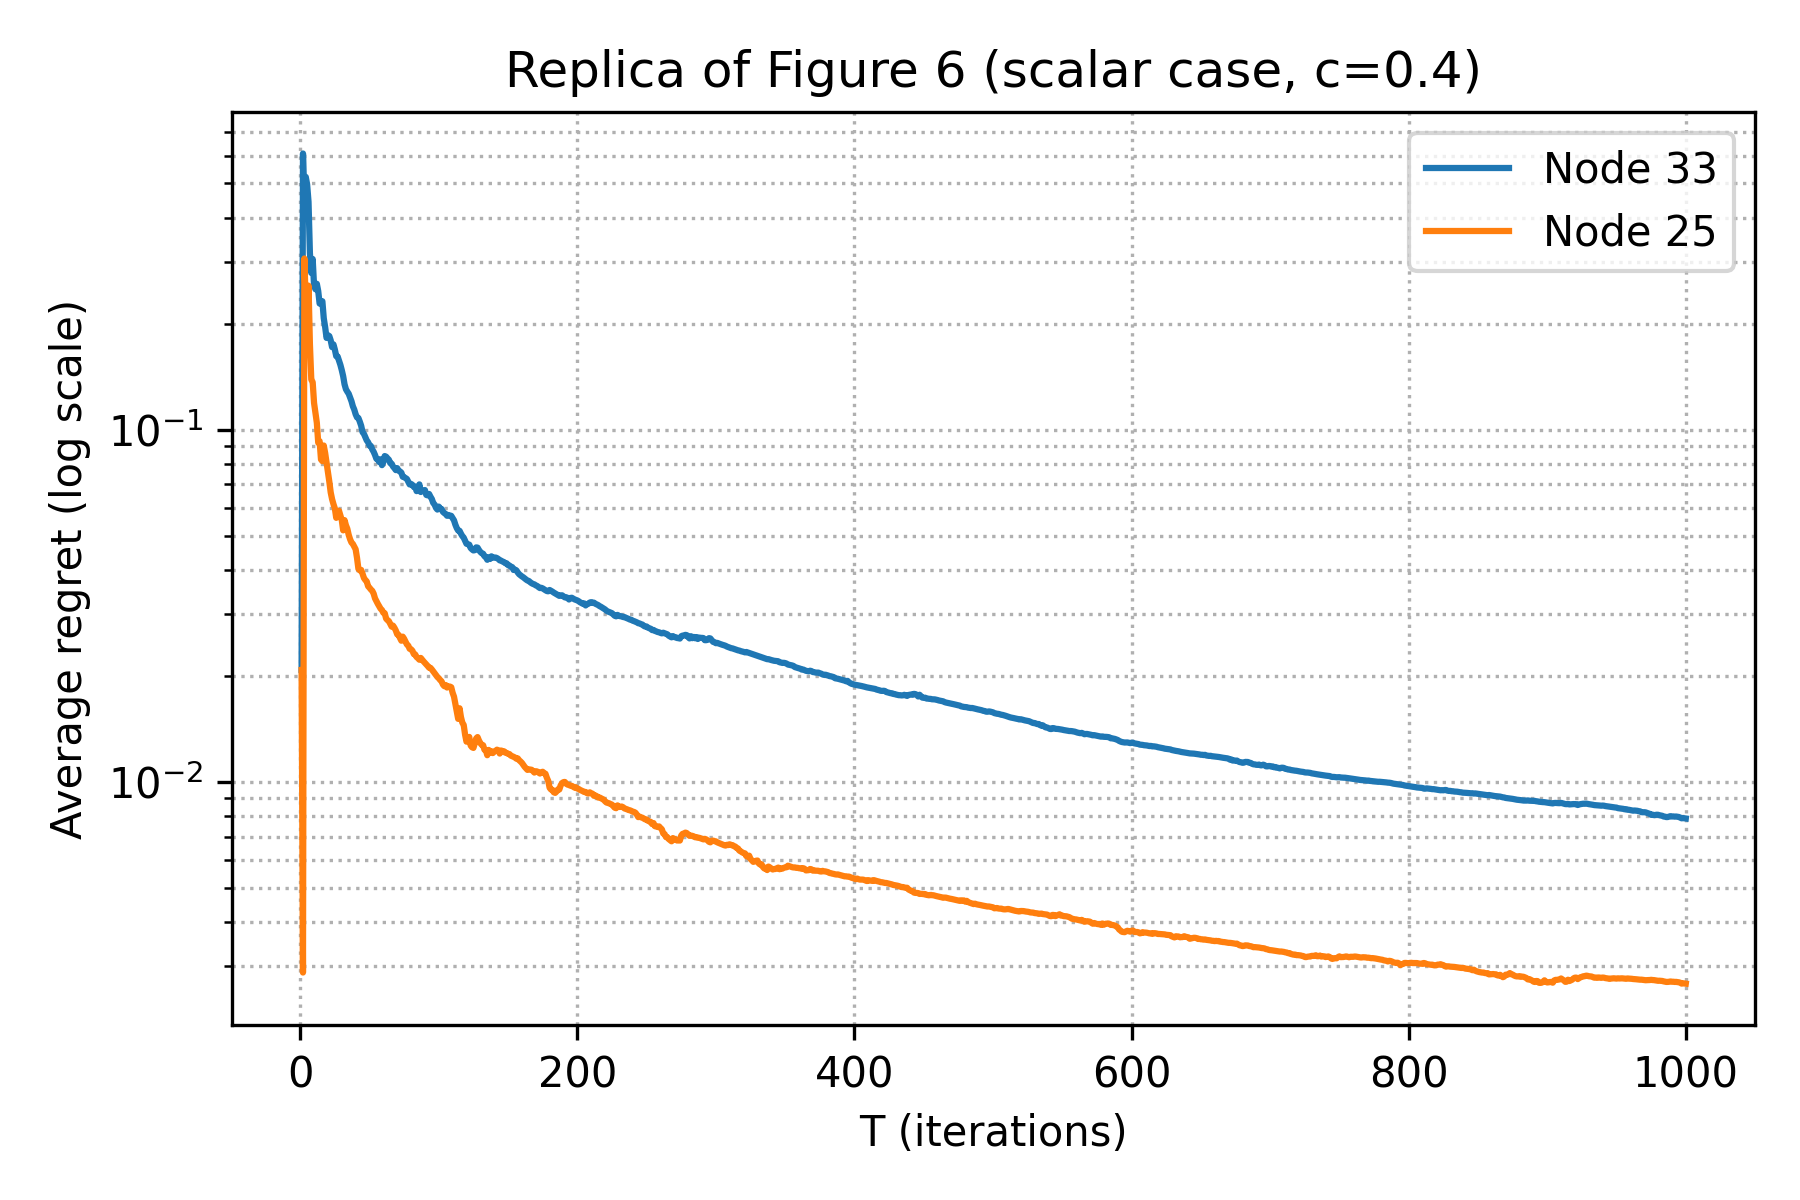 Replica of Figure 6 (scalar case, c=0.4)
Node 33
Node 25
Average regret (log scale)
10⁻¹
10⁻²
0 200 400 600 800 1000
T (iterations)